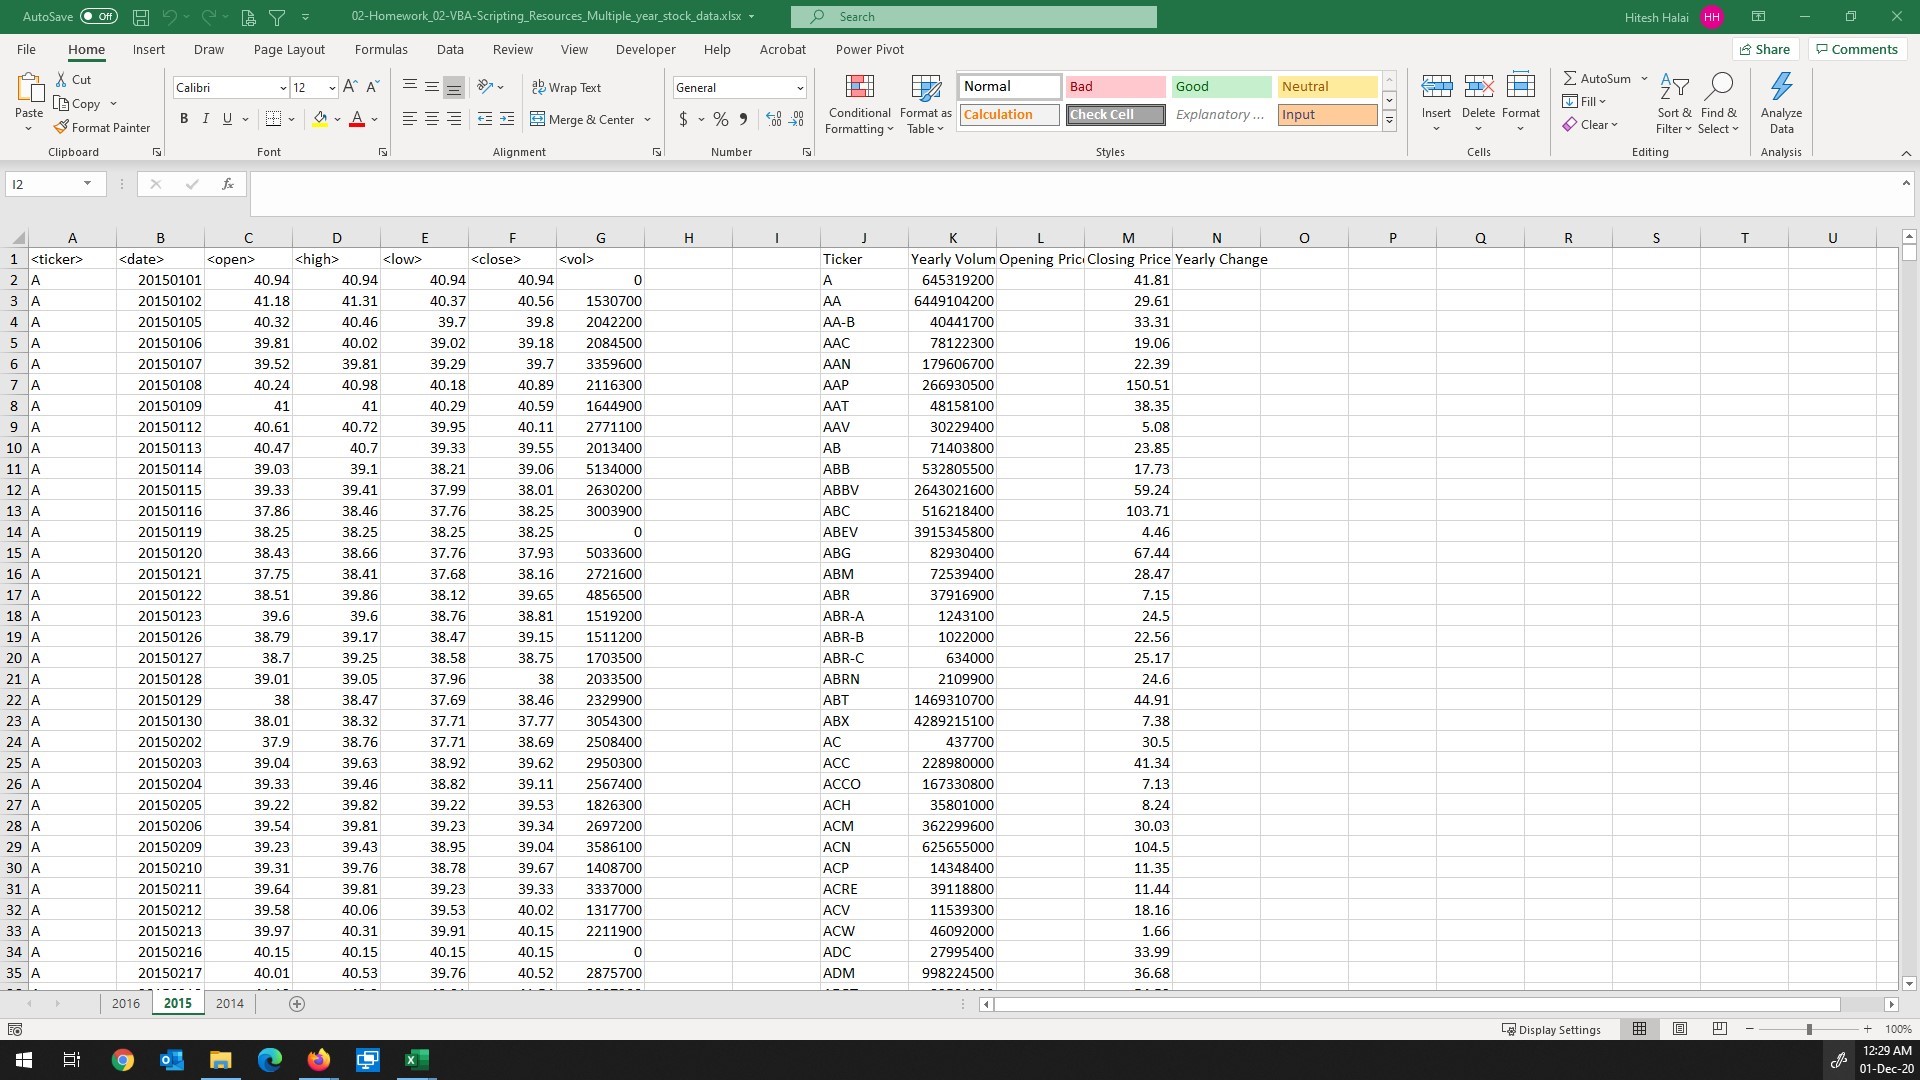 AutoSave Off 02-Homework_02-VBA-Scripting_Resources_Multiple_year_stock_data.xlsx Search Hitesh Halai HH
File Home Insert Draw Page Layout Formulas Data Review View Developer Help Acrobat Power Pivot Share Comments
Paste Cut Copy Format Painter Clipboard
Calibri 12 B I U A Font
Wrap Text Merge & Center Alignment
General $ % Number
Conditional Formatting Format as Table Normal Bad Good Neutral Calculation Check Cell Explanatory ... Input Styles
Insert Delete Format Cells
AutoSum Fill Clear Sort & Filter Find & Select Editing
Analyze Data Analysis
I2 fx
A B C D E F G H I J K L M N O P Q R S T U
1 <ticker> <date> <open> <high> <low> <close> <vol> Ticker Yearly Volum Opening Pric Closing Price Yearly Change
2 A 20150101 40.94 40.94 40.94 40.94 0 A 645319200 41.81
3 A 20150102 41.18 41.31 40.37 40.56 1530700 AA 6449104200 29.61
4 A 20150105 40.32 40.46 39.7 39.8 2042200 AA-B 40441700 33.31
5 A 20150106 39.81 40.02 39.02 39.18 2084500 AAC 78122300 19.06
6 A 20150107 39.52 39.81 39.29 39.7 3359600 AAN 179606700 22.39
7 A 20150108 40.24 40.98 40.18 40.89 2116300 AAP 266930500 150.51
8 A 20150109 41 41 40.29 40.59 1644900 AAT 48158100 38.35
9 A 20150112 40.61 40.72 39.95 40.11 2771100 AAV 30229400 5.08
10 A 20150113 40.47 40.7 39.33 39.55 2013400 AB 71403800 23.85
11 A 20150114 39.03 39.1 38.21 39.06 5134000 ABB 532805500 17.73
12 A 20150115 39.33 39.41 37.99 38.01 2630200 ABBV 2643021600 59.24
13 A 20150116 37.86 38.46 37.76 38.25 3003900 ABC 516218400 103.71
14 A 20150119 38.25 38.25 38.25 38.25 0 ABEV 3915345800 4.46
15 A 20150120 38.43 38.66 37.76 37.93 5033600 ABG 82930400 67.44
16 A 20150121 37.75 38.41 37.68 38.16 2721600 ABM 72539400 28.47
17 A 20150122 38.51 39.86 38.12 39.65 4856500 ABR 37916900 7.15
18 A 20150123 39.6 39.6 38.76 38.81 1519200 ABR-A 1243100 24.5
19 A 20150126 38.79 39.17 38.47 39.15 1511200 ABR-B 1022000 22.56
20 A 20150127 38.7 39.25 38.58 38.75 1703500 ABR-C 634000 25.17
21 A 20150128 39.01 39.05 37.96 38 2033500 ABRN 2109900 24.6
22 A 20150129 38 38.47 37.69 38.46 2329900 ABT 1469310700 44.91
23 A 20150130 38.01 38.32 37.71 37.77 3054300 ABX 4289215100 7.38
24 A 20150202 37.9 38.76 37.71 38.69 2508400 AC 437700 30.5
25 A 20150203 39.04 39.63 38.92 39.62 2950300 ACC 228980000 41.34
26 A 20150204 39.33 39.46 38.82 39.11 2567400 ACCO 167330800 7.13
27 A 20150205 39.22 39.82 39.22 39.53 1826300 ACH 35801000 8.24
28 A 20150206 39.54 39.81 39.23 39.34 2697200 ACM 362299600 30.03
29 A 20150209 39.23 39.43 38.95 39.04 3586100 ACN 625655000 104.5
30 A 20150210 39.31 39.76 38.78 39.67 1408700 ACP 14348400 11.35
31 A 20150211 39.64 39.81 39.23 39.33 3337000 ACRE 39118800 11.44
32 A 20150212 39.58 40.06 39.53 40.02 1317700 ACV 11539300 18.16
33 A 20150213 39.97 40.31 39.91 40.15 2211900 ACW 46092000 1.66
34 A 20150216 40.15 40.15 40.15 40.15 0 ADC 27995400 33.99
35 A 20150217 40.01 40.53 39.76 40.52 2875700 ADM 998224500 36.68
2016 2015 2014
Display Settings 100%
12:29 AM
01-Dec-20